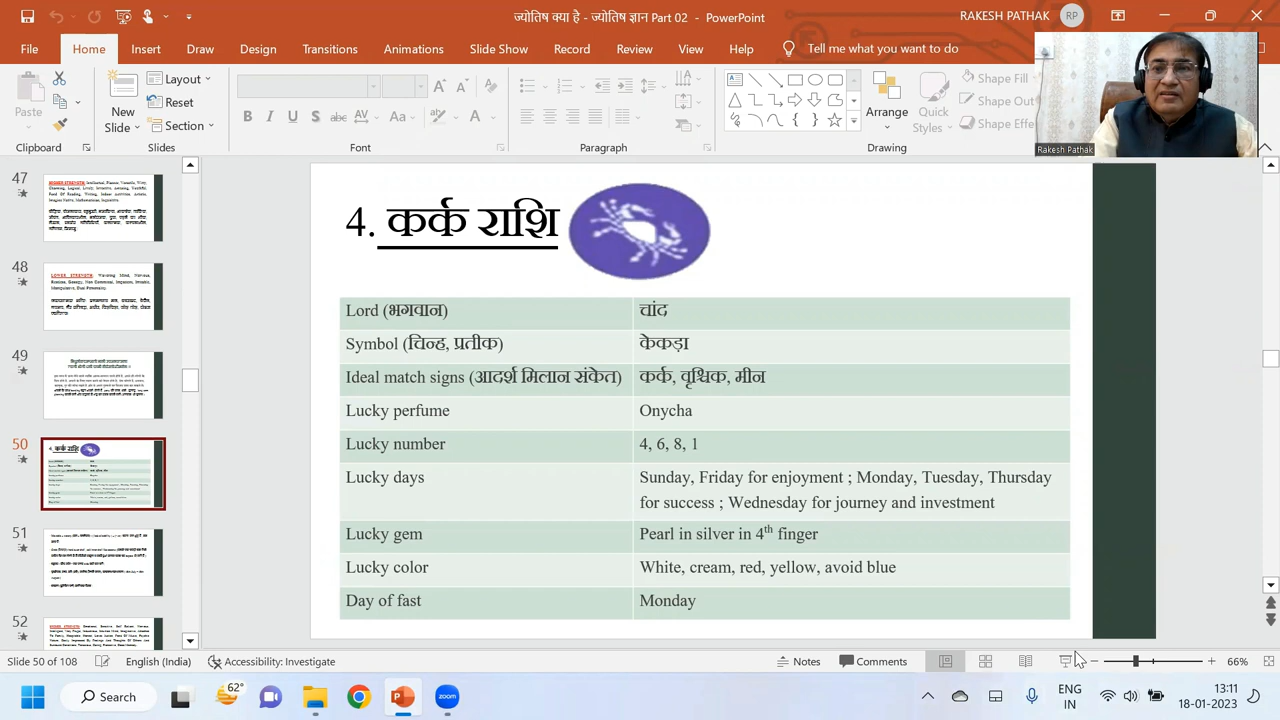 ज्योतिष क्या है - ज्योतिष ज्ञान Part 02 - PowerPoint
RAKESH PATHAK
RP
File Home Insert Draw Design Transitions Animations Slide Show Record Review View Help Tell me what you want to do
Paste
Clipboard
New Slide
Layout
Reset
Section
Slides
Font
Paragraph
Arrange
Quick Styles
Shape Fill
Shape Out
Shape Effe
Drawing
Rakesh Pathak
47
48
49
50
51
52
4. कर्क राशि
Lord (भगवान) चांद
Symbol (चिन्ह, प्रतीक) केकड़ा
Ideal match signs (आदर्श मिलान संकेत) कर्क, वृश्चिक, मीन
Lucky perfume Onycha
Lucky number 4, 6, 8, 1
Lucky days Sunday, Friday for enjoyment ; Monday, Tuesday, Thursday
for success ; Wednesday for journey and investment
Lucky gem Pearl in silver in 4th finger
Lucky color White, cream, red, yellow, avoid blue
Day of fast Monday
Slide 50 of 108 English (India) Accessibility: Investigate Notes Comments 66%
62°
Search
zoom
ENG
IN
13:11
18-01-2023